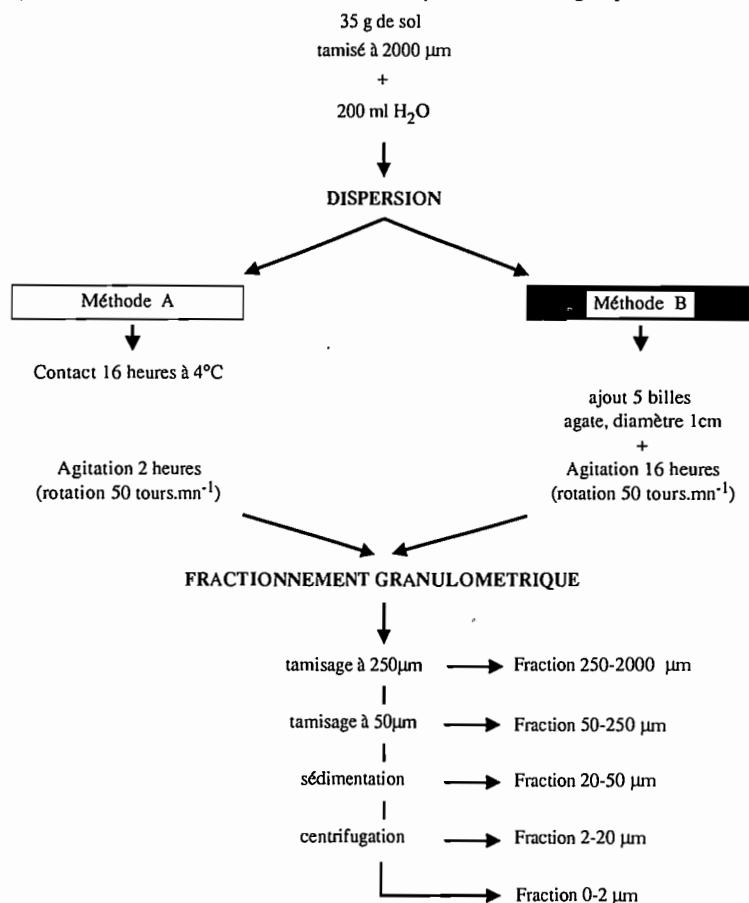 35 g de sol
tamisé à 2000 µm
+
200 ml H₂O
DISPERSION
Méthode A
Méthode B
Contact 16 heures à 4°C
ajout 5 billes
agate, diamètre 1cm
+
Agitation 2 heures
(rotation 50 tours.mn⁻¹)
Agitation 16 heures
(rotation 50 tours.mn⁻¹)
FRACTIONNEMENT GRANULOMETRIQUE
tamisage à 250µm
Fraction 250-2000 µm
tamisage à 50µm
Fraction 50-250 µm
sédimentation
Fraction 20-50 µm
centrifugation
Fraction 2-20 µm
Fraction 0-2 µm